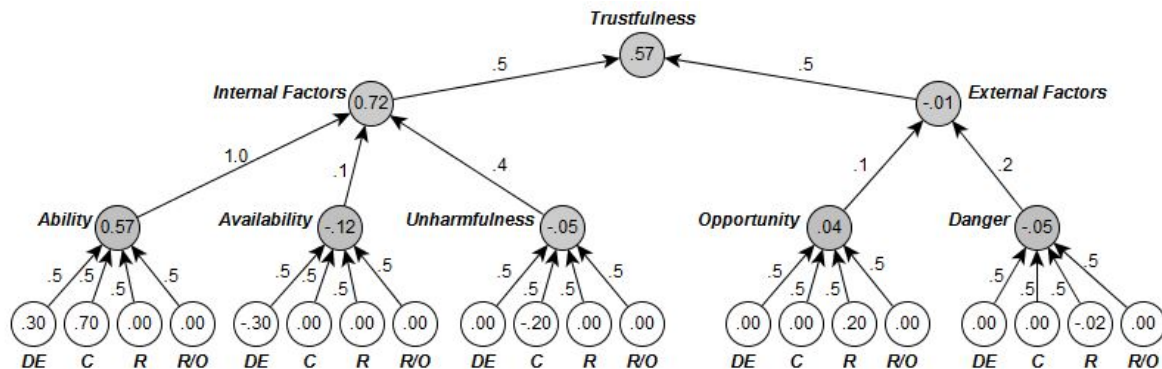 Trustfulness
.57
.5 .5
Internal Factors 0.72 -.01 External Factors
1.0 .1 .4 .1 .2
Ability 0.57 Availability -.12 Unharmfulness -.05 Opportunity .04 Danger -.05
.5 .5 .5 .5 .5 .5 .5 .5 .5 .5 .5 .5 .5 .5 .5 .5 .5 .5 .5 .5
.30 .70 .00 .00 -.30 .00 .00 .00 .00 -.20 .00 .00 .00 .00 .20 .00 .00 .00 -.02 .00
DE C R R/O DE C R R/O DE C R R/O DE C R R/O DE C R R/O